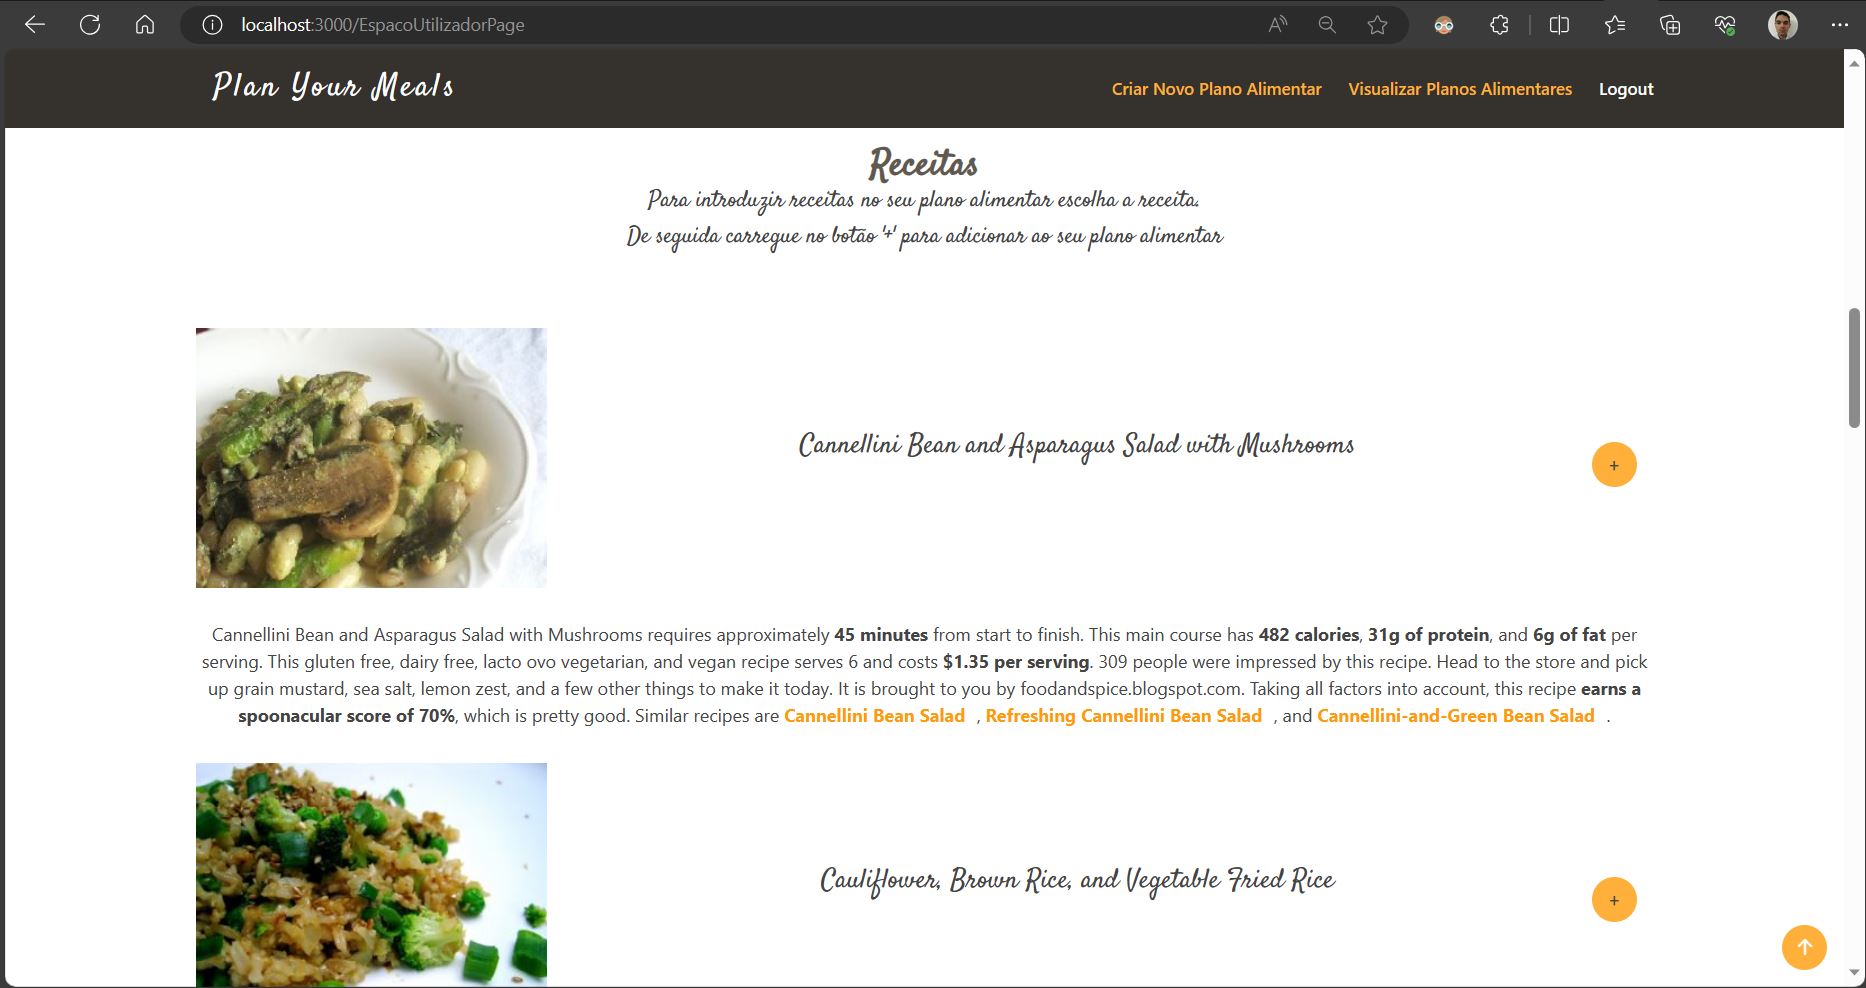 localhost:3000/EspacoUtilizadorPage
Plan Your Meals
Criar Novo Plano Alimentar
Visualizar Planos Alimentares
Logout
Receitas
Para introduzir receitas no seu plano alimentar escolha a receita.
De seguida carregue no botão '+' para adicionar ao seu plano alimentar
Cannellini Bean and Asparagus Salad with Mushrooms
+
Cannellini Bean and Asparagus Salad with Mushrooms requires approximately 45 minutes from start to finish. This main course has 482 calories, 31g of protein, and 6g of fat per
serving. This gluten free, dairy free, lacto ovo vegetarian, and vegan recipe serves 6 and costs $1.35 per serving. 309 people were impressed by this recipe. Head to the store and pick
up grain mustard, sea salt, lemon zest, and a few other things to make it today. It is brought to you by foodandspice.blogspot.com. Taking all factors into account, this recipe earns a
spoonacular score of 70%, which is pretty good. Similar recipes are Cannellini Bean Salad , Refreshing Cannellini Bean Salad , and Cannellini-and-Green Bean Salad .
Cauliflower, Brown Rice, and Vegetable Fried Rice
+